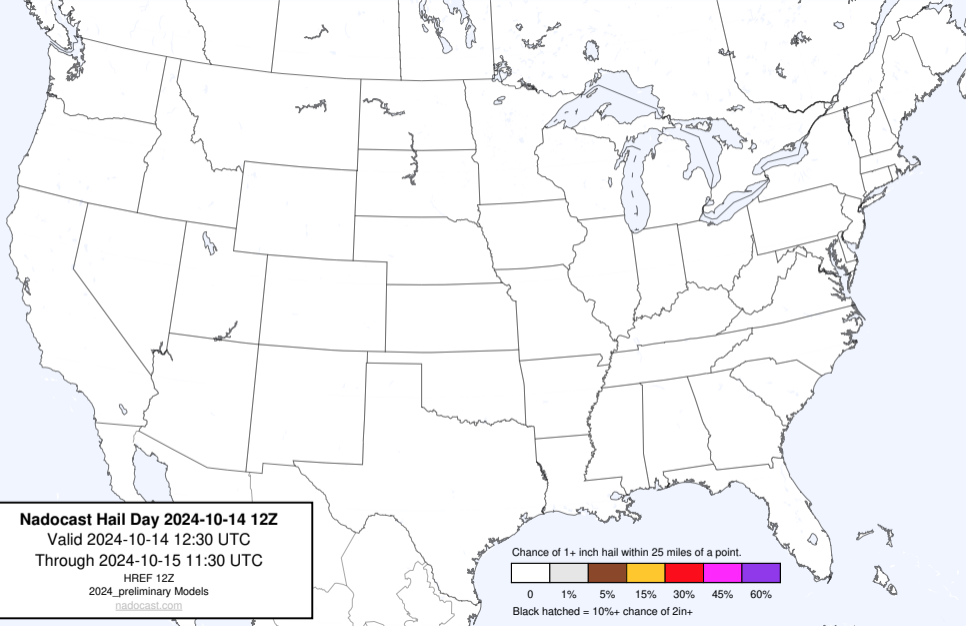 Nadocast Hail Day 2024-10-14 12Z
Valid 2024-10-14 12:30 UTC
Through 2024-10-15 11:30 UTC
HREF 12Z
2024_preliminary Models
nadocast.com
Chance of 1+ inch hail within 25 miles of a point.
0 1% 5% 15% 30% 45% 60%
Black hatched = 10%+ chance of 2in+